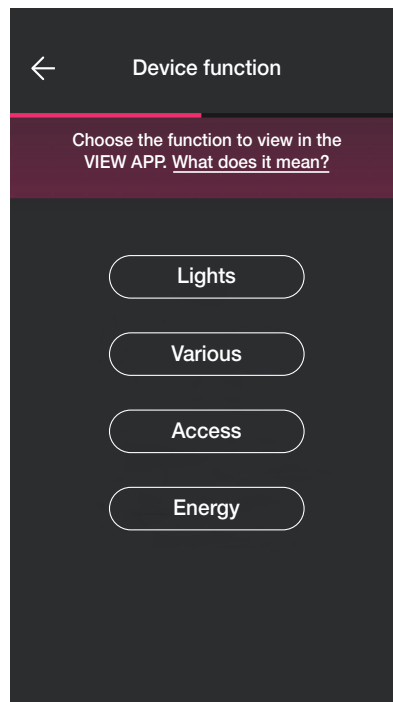 Device function
Choose the function to view in the
VIEW APP. What does it mean?
Lights
Various
Access
Energy